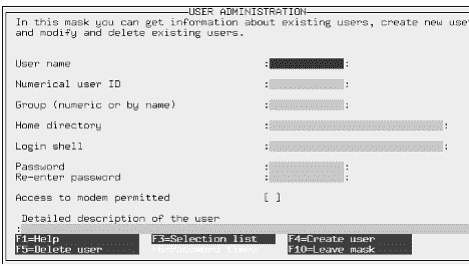 USER ADMINISTRATION
In this mask you can get information about existing users, create new use
and modify and delete existing users.
User name : :
Numerical user ID : :
Group (numeric or by name) : :
Home directory : :
Login shell : :
Password : :
Re-enter password : :
Access to modem permitted [ ]
Detailed description of the user
:
F1=Help F3=Selection list F4=Create user
F5=Delete user F6=Password times F10=Leave mask